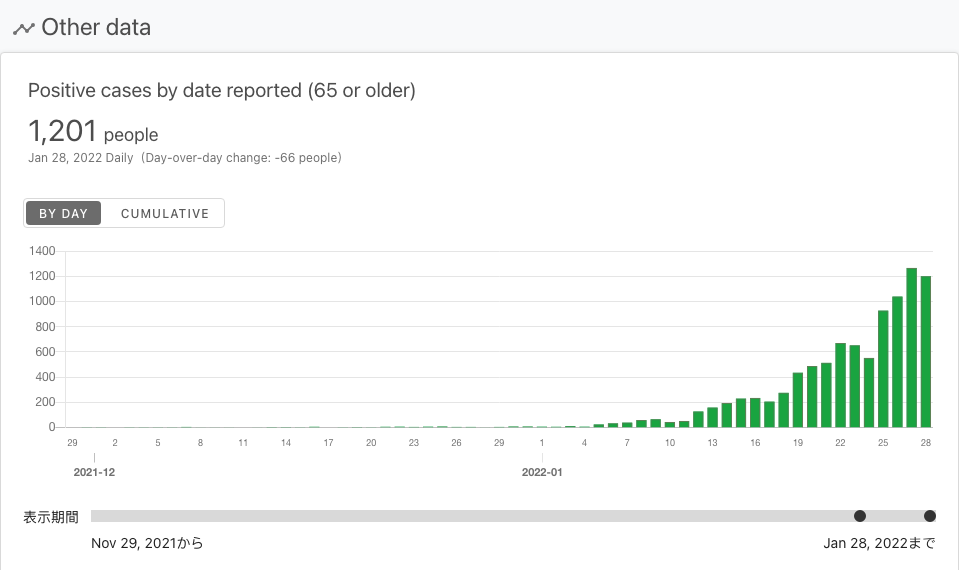 Other data
Positive cases by date reported (65 or older)
1,201 people
Jan 28, 2022 Daily (Day-over-day change: -66 people)
BY DAY CUMULATIVE
1400
1200
1000
800
600
400
200
0
29 2 5 8 11 14 17 20 23 26 29 1 4 7 10 13 16 19 22 25 28
2021-12 2022-01
表示期間
Nov 29, 2021から Jan 28, 2022まで